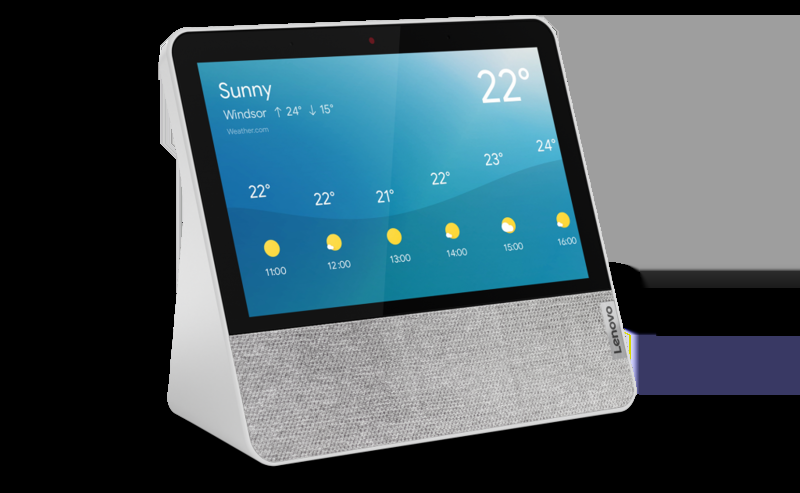 Sunny
22°
Windsor ↑ 24° ↓ 15°
Weather.com
22° 22° 21° 22° 23° 24°
11:00 12:00 13:00 14:00 15:00 16:00
Lenovo